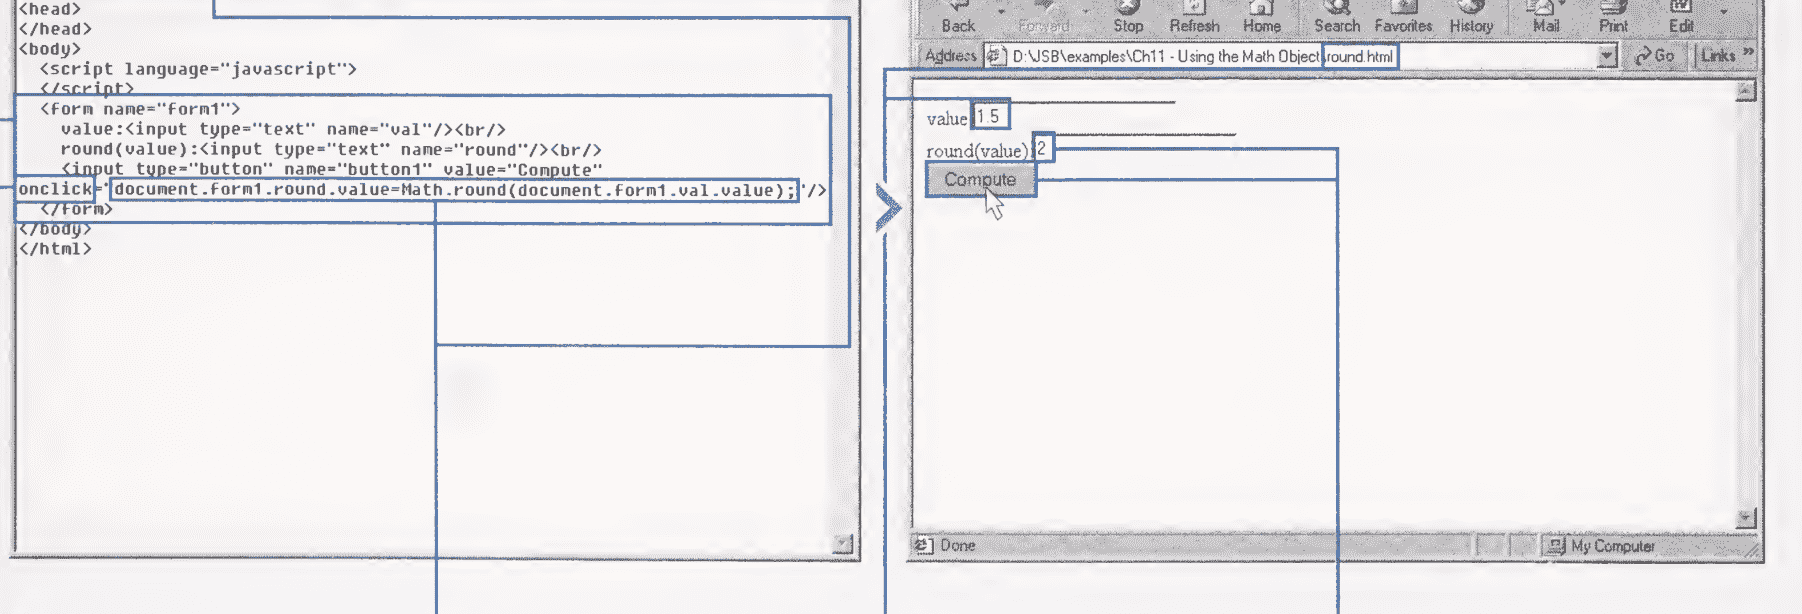 <head>
</head>
<body>
<script language="javascript">
</script>
<form name="form1">
value:<input type="text" name="val"/><br/>
round(value):<input type="text" name="round"/><br/>
<input type="button" name="button1" value="Compute"
onclick="document.form1.round.value=Math.round(document.form1.val.value);"/>
</form>
</body>
</html>
Back Forward Stop Refresh Home Search Favorites History Mail Print Edit
Address D:\JSB\examples\Ch11 - Using the Math Object\round.html Go Links »
value: 1.5
round(value): 2
Compute
Done My Computer